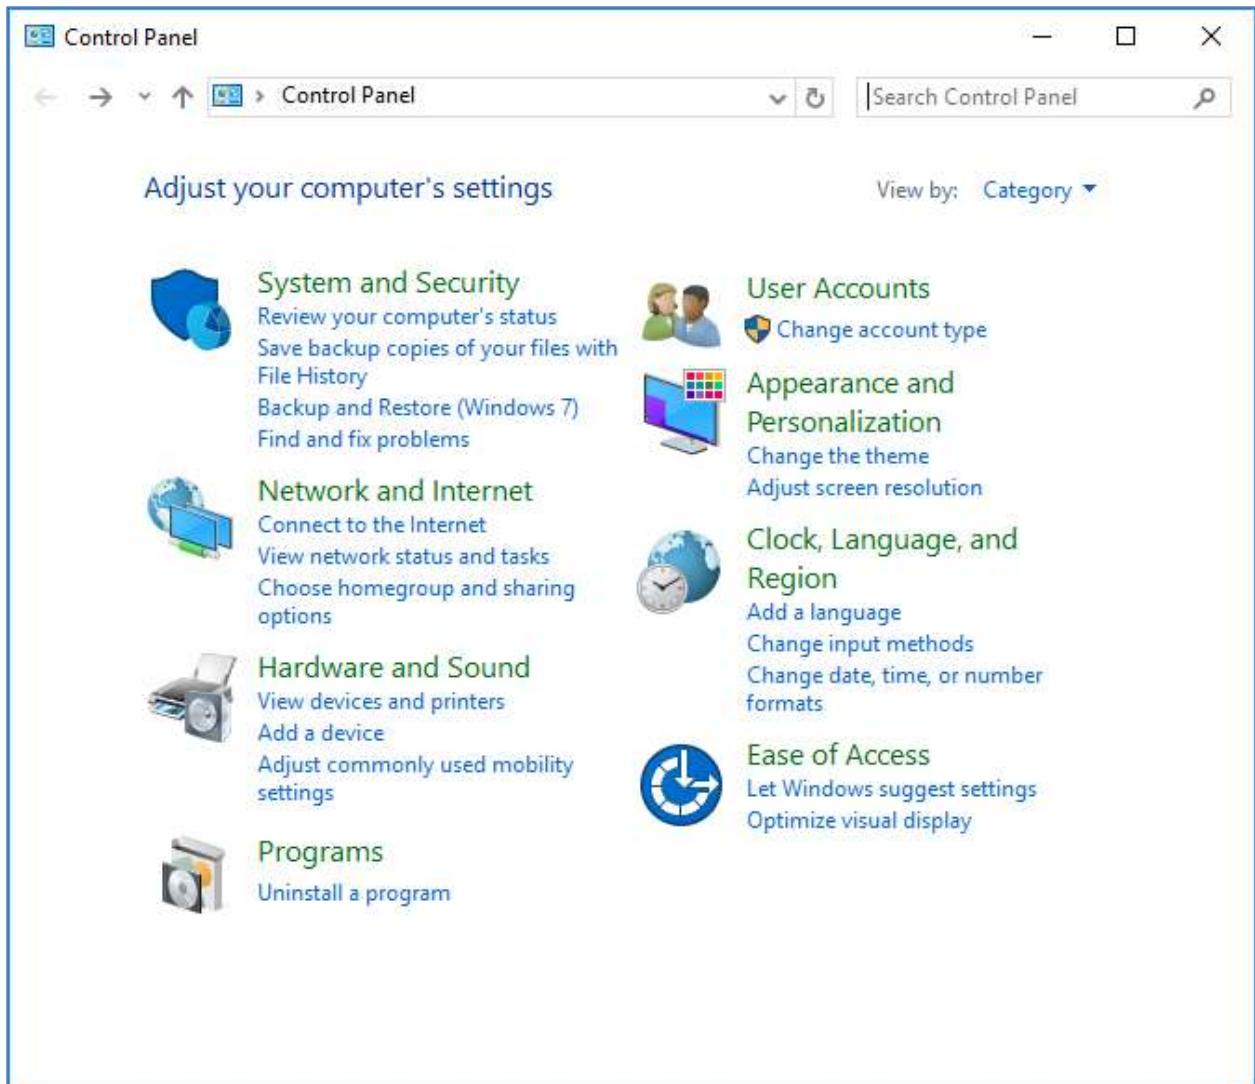 Control Panel
Control Panel
Search Control Panel
Adjust your computer's settings
View by: Category
System and Security
Review your computer's status
Save backup copies of your files with
File History
Backup and Restore (Windows 7)
Find and fix problems
Network and Internet
Connect to the Internet
View network status and tasks
Choose homegroup and sharing
options
Hardware and Sound
View devices and printers
Add a device
Adjust commonly used mobility
settings
Programs
Uninstall a program
User Accounts
Change account type
Appearance and
Personalization
Change the theme
Adjust screen resolution
Clock, Language, and
Region
Add a language
Change input methods
Change date, time, or number
formats
Ease of Access
Let Windows suggest settings
Optimize visual display